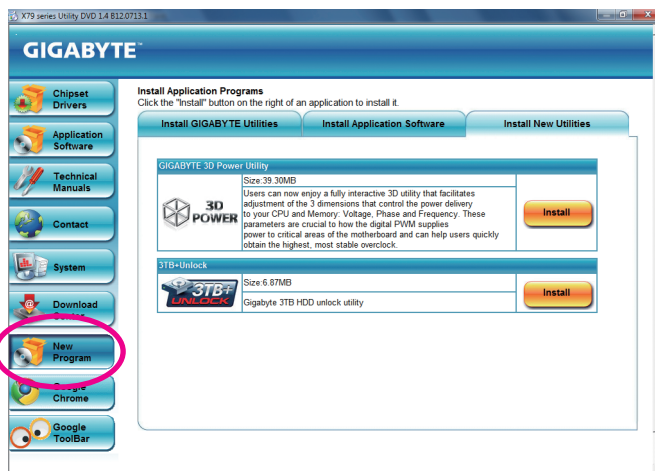 X79 series Utility DVD 1.4 B12.0713.1
GIGABYTE™
Chipset
Drivers
Application
Software
Technical
Manuals
Contact
System
Download
Center
New
Program
Google
Chrome
Google
ToolBar
Install Application Programs
Click the "Install" button on the right of an application to install it.
Install GIGABYTE Utilities
Install Application Software
Install New Utilities
GIGABYTE 3D Power Utility
3D
POWER
Size:39.30MB
Users can now enjoy a fully interactive 3D utility that facilitates
adjustment of the 3 dimensions that control the power delivery
to your CPU and Memory: Voltage, Phase and Frequency. These
parameters are crucial to how the digital PWM supplies
power to critical areas of the motherboard and can help users quickly
obtain the highest, most stable overclock.
Install
3TB+Unlock
3TB+
UNLOCK
Size:6.87MB
Gigabyte 3TB HDD unlock utility
Install